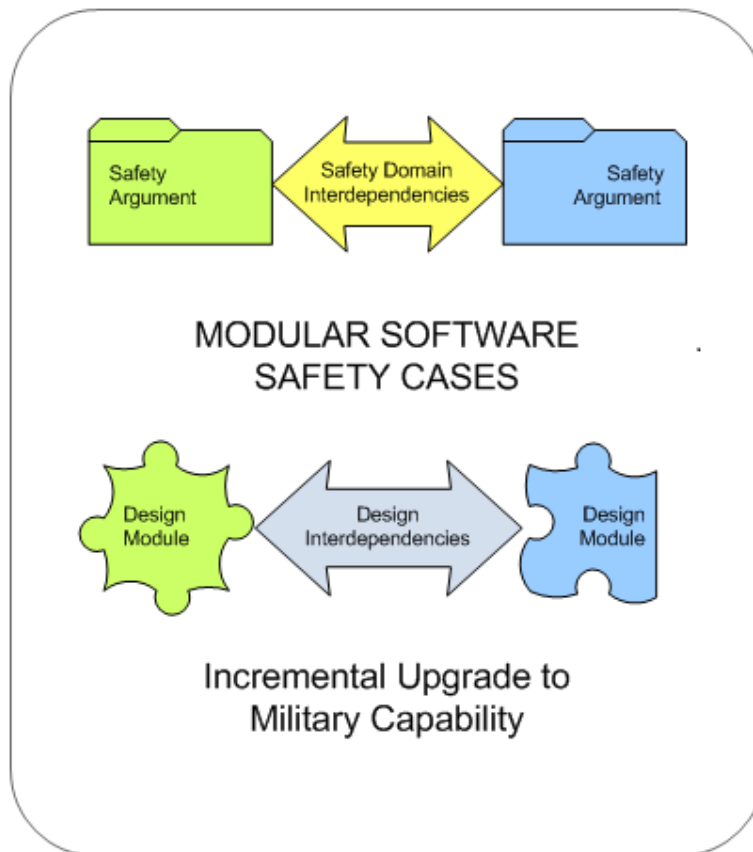 Safety
Argument
Safety Domain
Interdependencies
Safety
Argument
MODULAR SOFTWARE
SAFETY CASES
Design
Module
Design
Interdependencies
Design
Module
Incremental Upgrade to
Military Capability